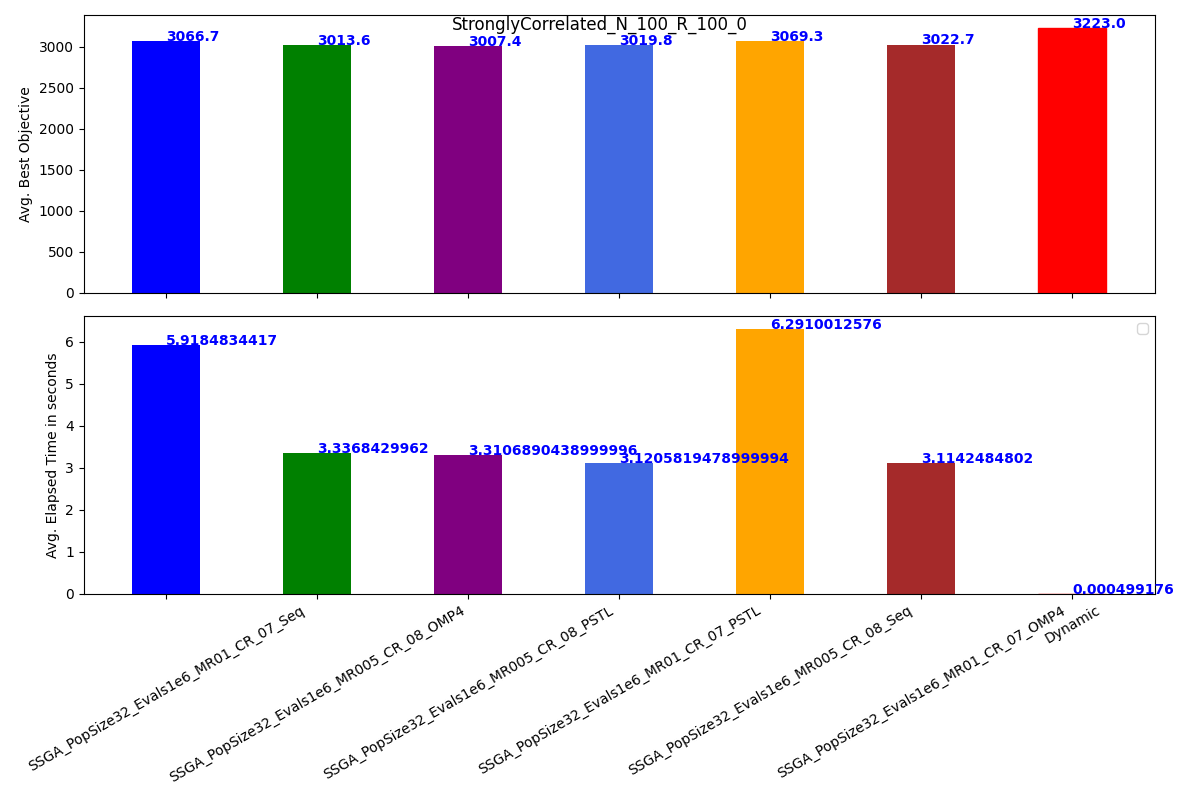 StronglyCorrelated_N_100_R_100_0
Avg. Best Objective
3000
2500
2000
1500
1000
500
0
3066.7
3013.6
3007.4
3019.8
3069.3
3022.7
3223.0
Avg. Elapsed Time in seconds
6
5
4
3
2
1
0
5.9184834417
3.3368429962
3.3106890438999996
3.1205819478999994
6.2910012576
3.1142484802
0.000499176
SSGA_PopSize32_Evals1e6_MR01_CR_07_Seq
SSGA_PopSize32_Evals1e6_MR005_CR_08_OMP4
SSGA_PopSize32_Evals1e6_MR005_CR_08_PSTL
SSGA_PopSize32_Evals1e6_MR01_CR_07_PSTL
SSGA_PopSize32_Evals1e6_MR005_CR_08_Seq
SSGA_PopSize32_Evals1e6_MR01_CR_07_OMP4
Dynamic